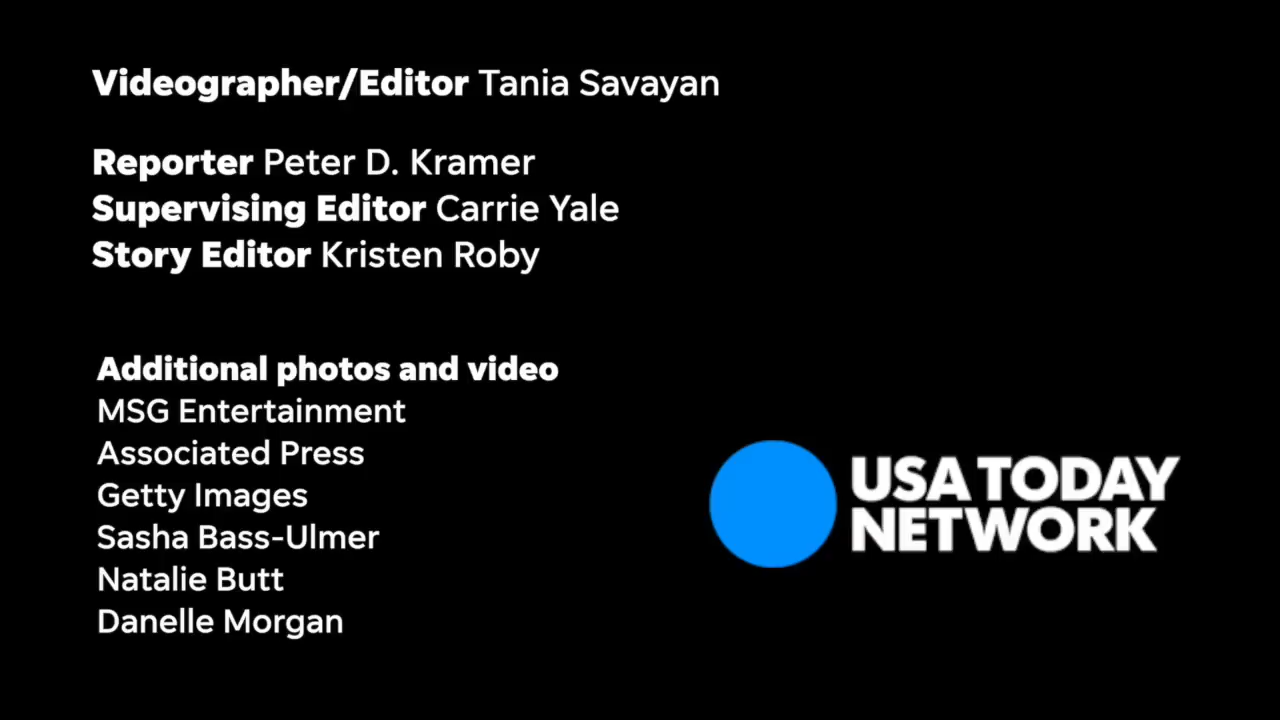 Videographer/Editor Tania Savayan
Reporter Peter D. Kramer
Supervising Editor Carrie Yale
Story Editor Kristen Roby
Additional photos and video
MSG Entertainment
Associated Press
Getty Images
Sasha Bass-Ulmer
Natalie Butt
Danelle Morgan
USA TODAY
NETWORK